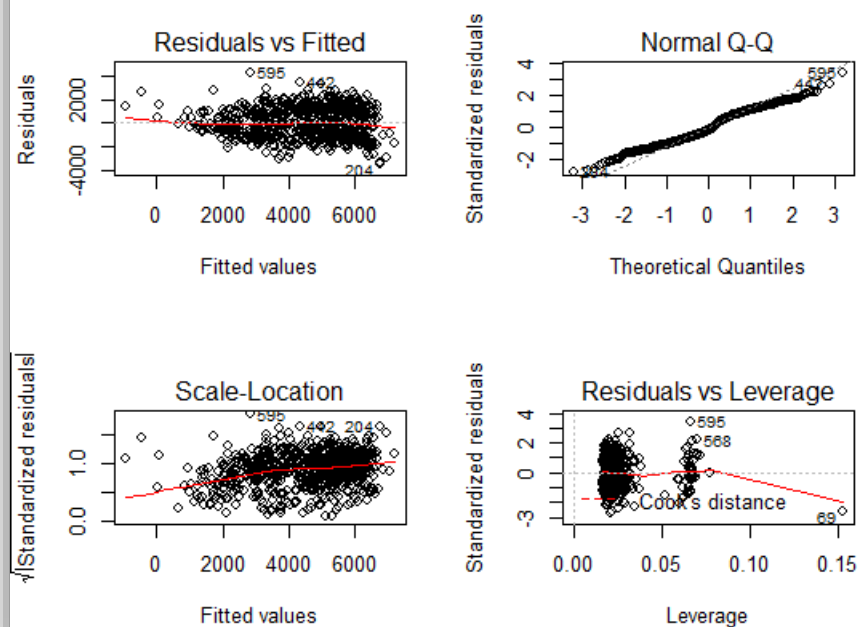 Residuals vs Fitted
Residuals
2000
-4000
595
442
204
0 2000 4000 6000
Fitted values
Normal Q-Q
Standardized residuals
4
2
0
-2
595
442
204
-3 -2 -1 0 1 2 3
Theoretical Quantiles
Scale-Location
√|Standardized residuals|
1.0
0.0
595
442
204
0 2000 4000 6000
Fitted values
Residuals vs Leverage
Standardized residuals
4
2
0
-3
595
568
Cook's distance
69
0.00 0.05 0.10 0.15
Leverage